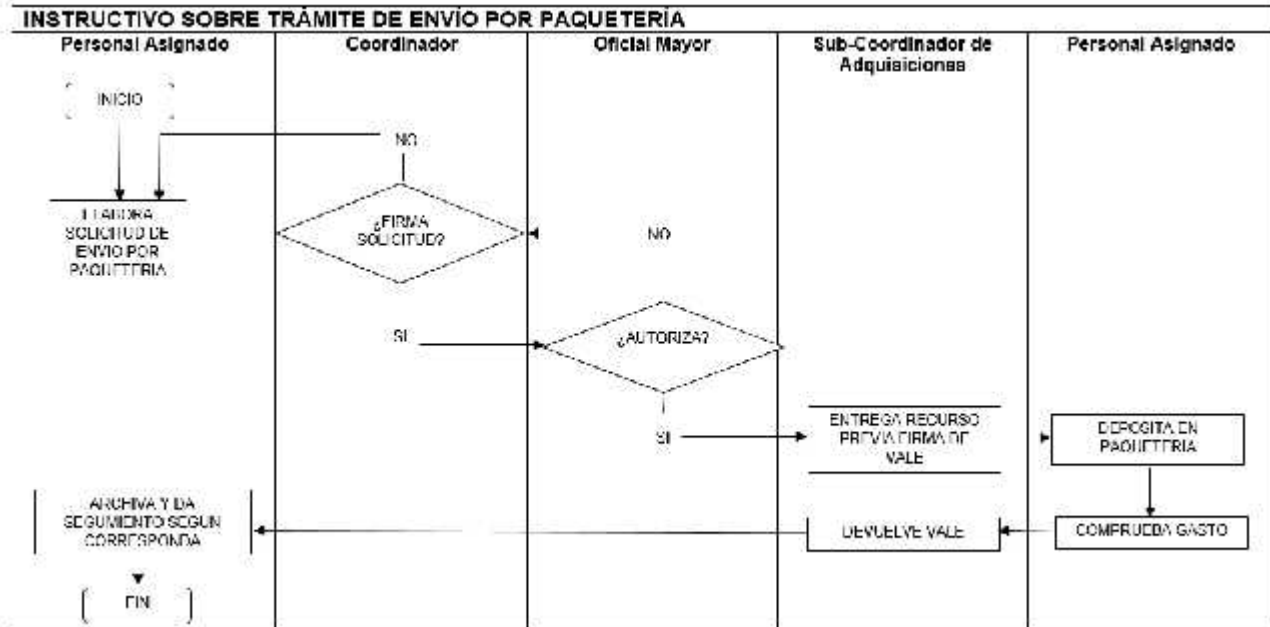 INSTRUCTIVO SOBRE TRÁMITE DE ENVÍO POR PAQUETERÍA
Personal Asignado
Coordinador
Oficial Mayor
Sub-Coordinador de
Adquisiciones
Personal Asignado
INICIO
NO
ELABORA
SOLICITUD DE
ENVIO POR
PAQUETERIA
¿FIRMA
SOLICITUD?
NO
SI
¿AUTORIZA?
SI
ENTREGA RECURSO
PREVIA FIRMA DE
VALE
DEPOSITA EN
PAQUETERIA
ARCHIVA Y DA
SEGUMIENTO SEGUN
CORRESPONDA
DEVUELVE VALE
COMPRUEBA GASTO
FIN